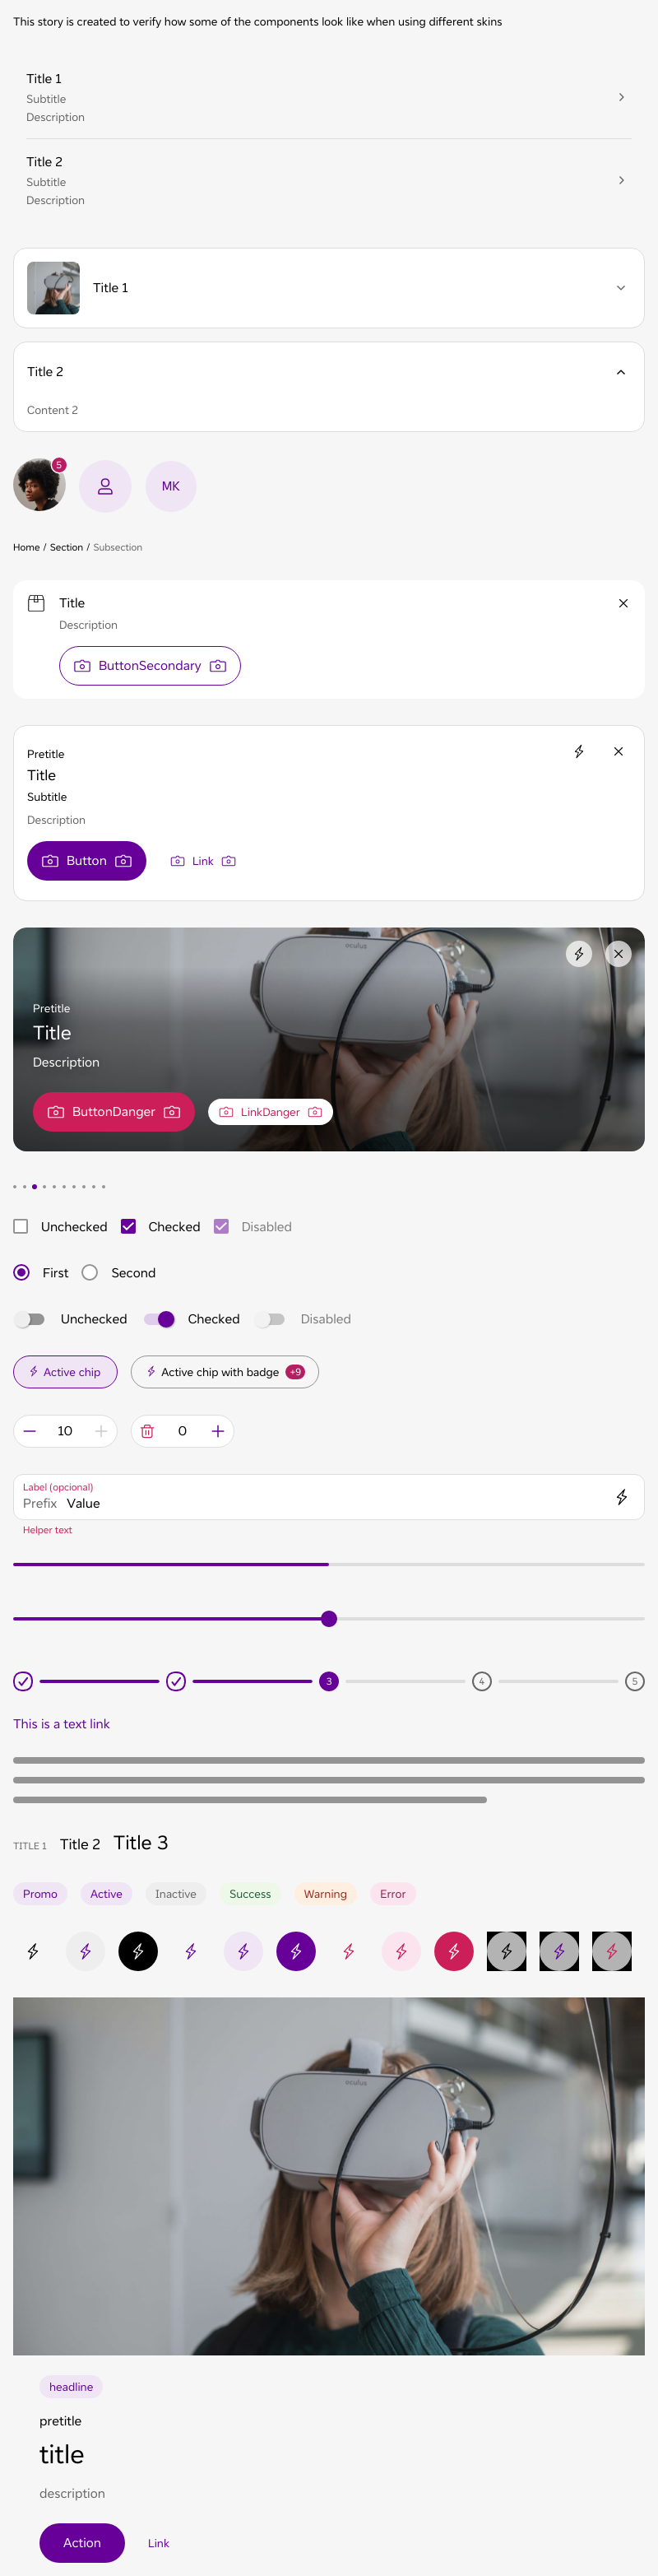 This story is created to verify how some of the components look like when using different skins
Title 1
Subtitle
Description
Title 2
Subtitle
Description
Title 1
Title 2
Content 2
5
MK
Home / Section / Subsection
Title
Description
ButtonSecondary
Pretitle
Title
Subtitle
Description
Button Link
oculus
Pretitle
Title
Description
ButtonDanger LinkDanger
Unchecked Checked Disabled
First Second
Unchecked Checked Disabled
Active chip Active chip with badge +9
10 0
Label (opcional)
Prefix Value
Helper text
3 4 5
This is a text link
TITLE 1 Title 2 Title 3
Promo Active Inactive Success Warning Error
oculus
headline
pretitle
title
description
Action Link